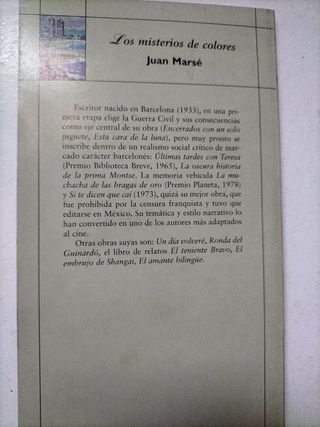 Los misterios de colores
Juan Marsé
Escritor nacido en Barcelona (1933), en una pri-
mera etapa elige la Guerra Civil y sus consecuencias
como eje central de su obra (Encerrados con un solo
juguete, Esta cara de la luna), pero muy pronto se
inscribe dentro de un realismo social crítico de mar-
cado carácter barcelonés: Últimas tardes con Teresa
(Premio Biblioteca Breve, 1965), La oscura historia
de la prima Montse. La memoria vehicula La mu-
chacha de las bragas de oro (Premio Planeta, 1978)
y Si te dicen que caí (1973), quizá su mejor obra, que
fue prohibida por la censura franquista y tuvo que
editarse en México. Su temática y estilo narrativo lo
han convertido en uno de los autores más adaptados
al cine.
Otras obras suyas son: Un día volveré, Ronda del
Guinardó, el libro de relatos El teniente Bravo, El
embrujo de Shangai, El amante bilingüe.